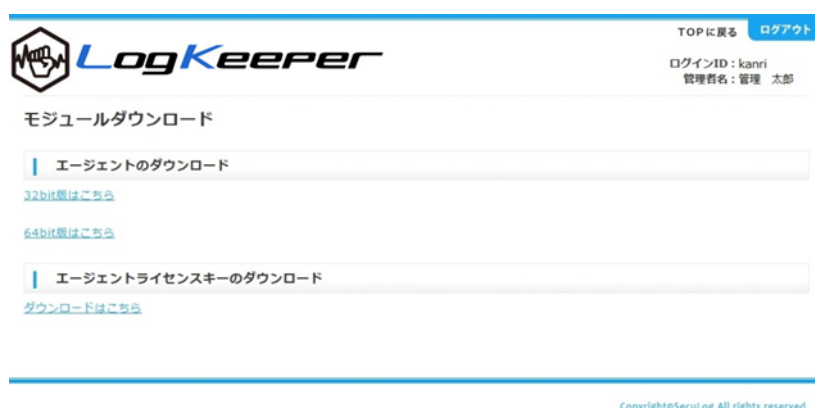 LogKeeper
TOPに戻る
ログアウト
ログインID:kanri
管理者名:管理　太郎
モジュールダウンロード
エージェントのダウンロード
32bit版はこちら
64bit版はこちら
エージェントライセンスキーのダウンロード
ダウンロードはこちら
Copyright©SecuLog All rights reserved.